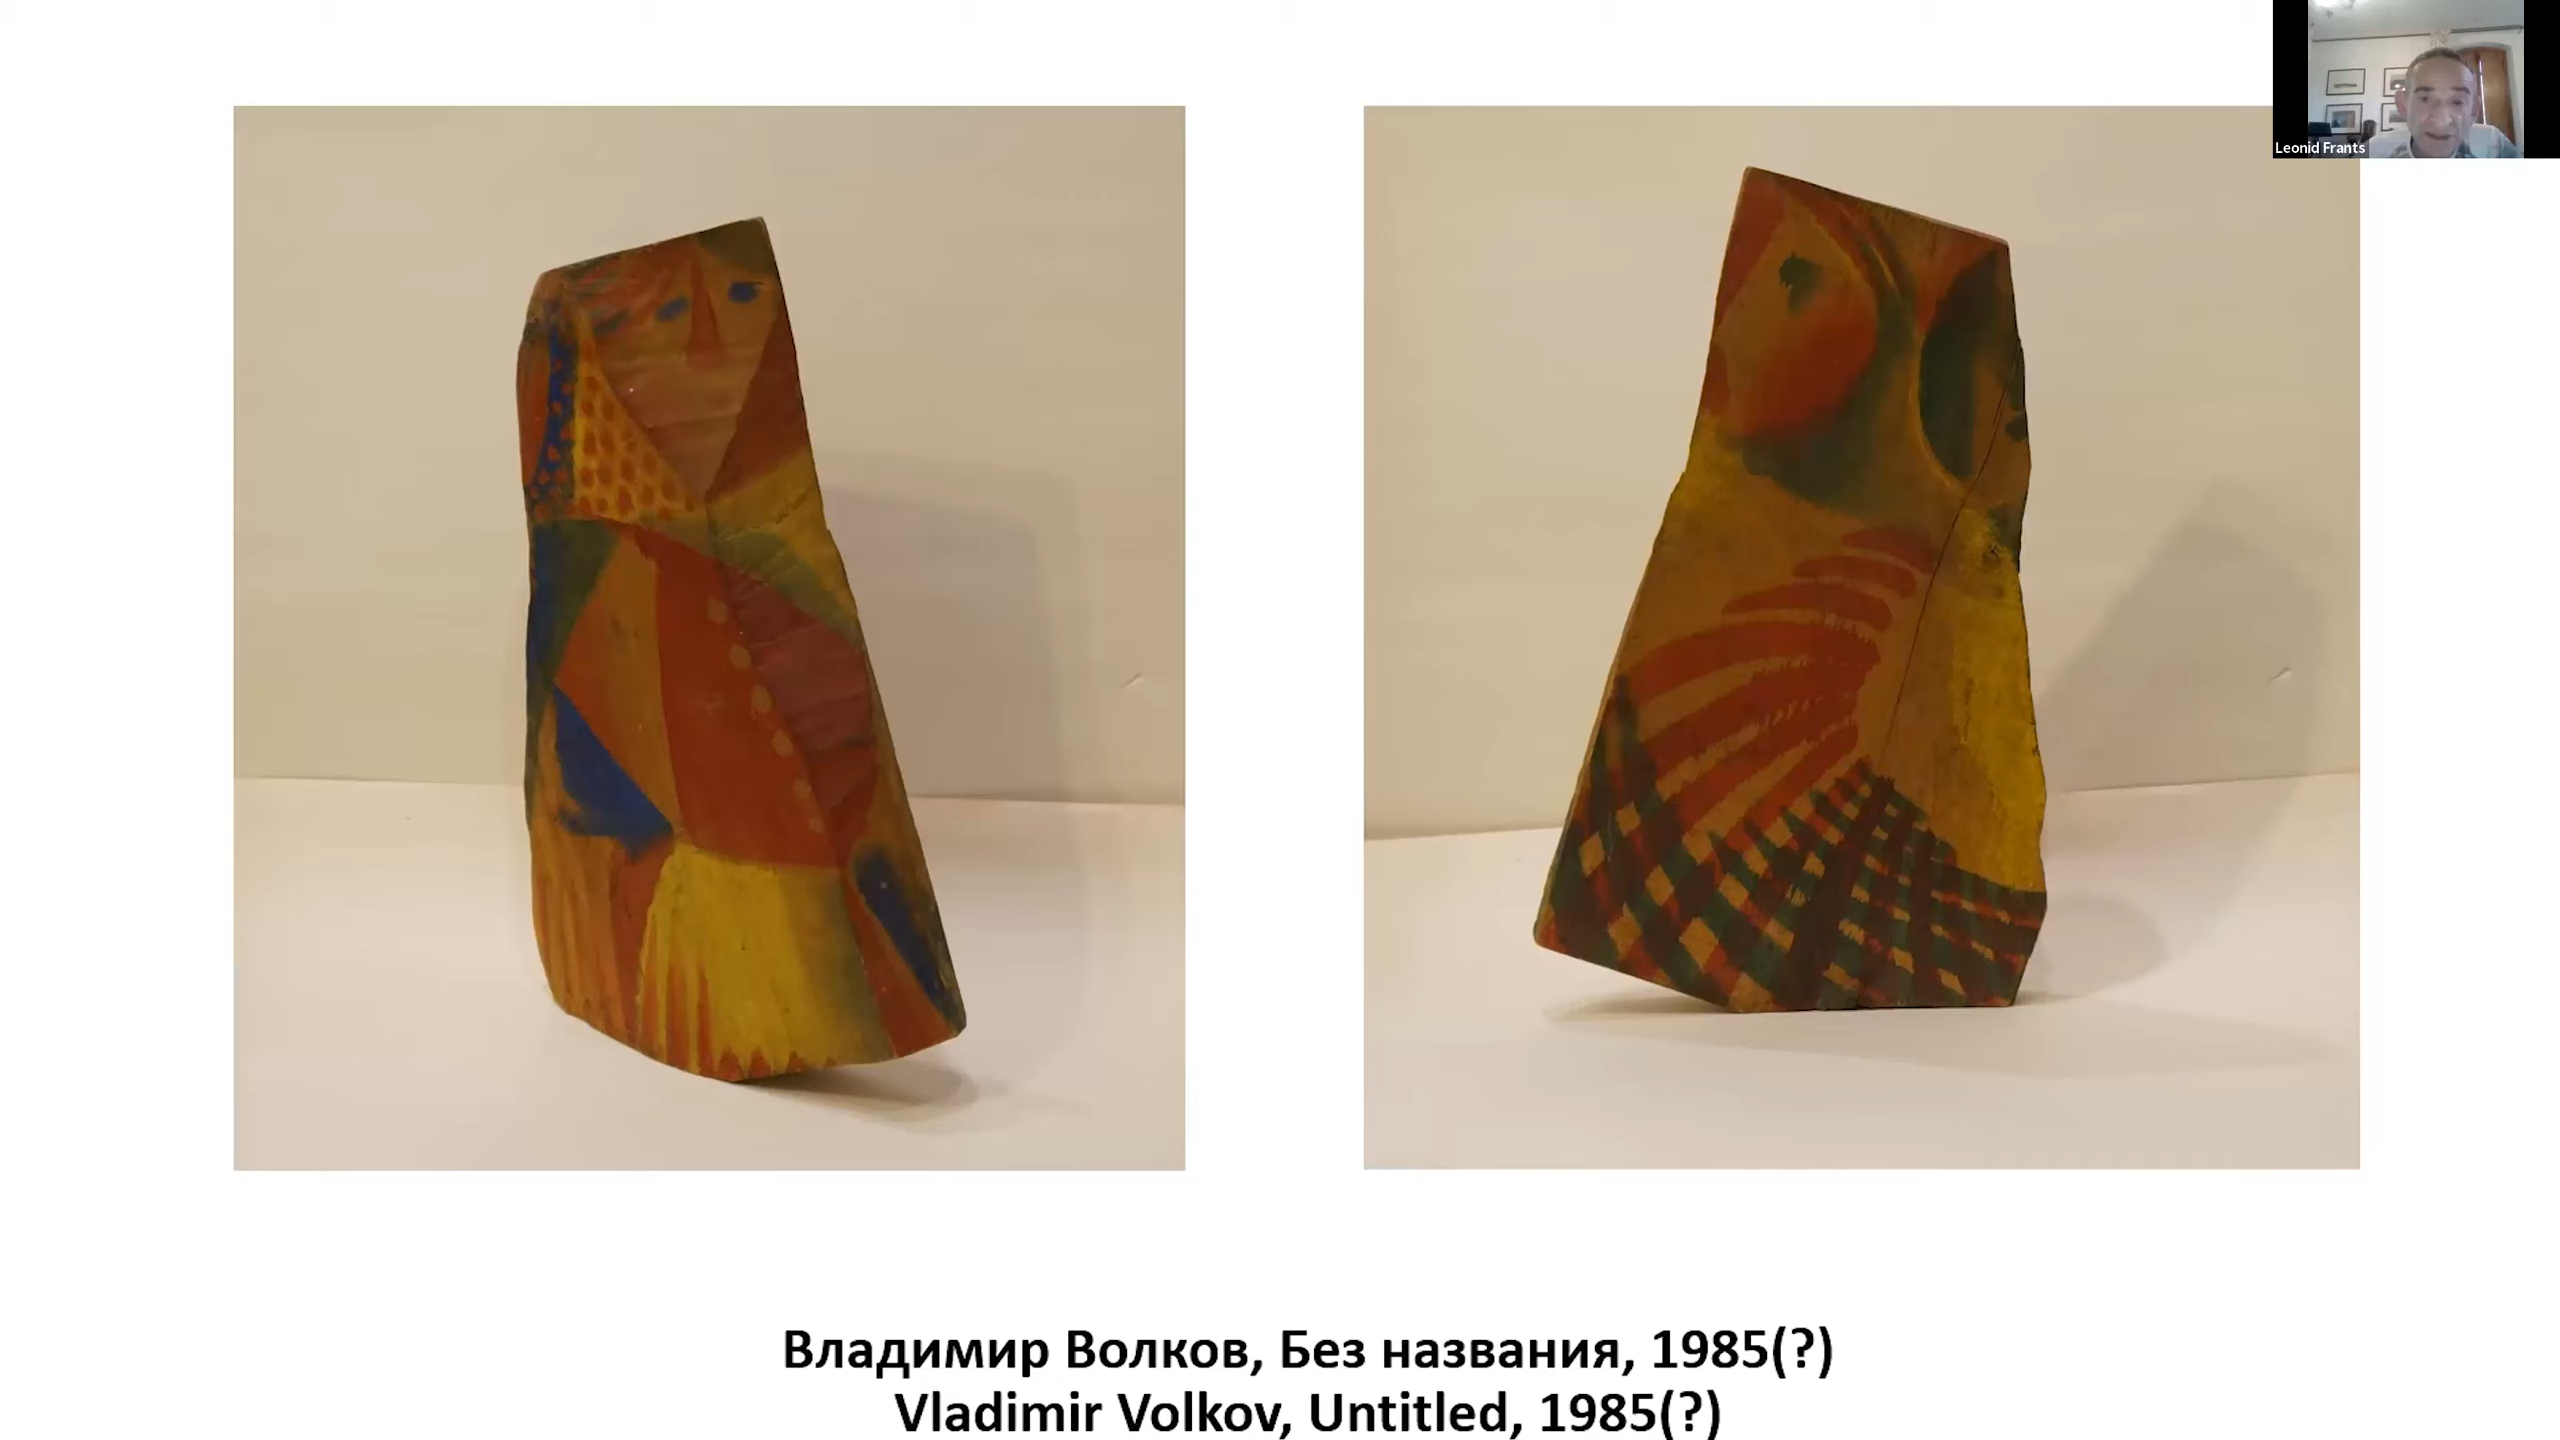 Leonid Frants
Владимир Волков, Без названия, 1985(?)
Vladimir Volkov, Untitled, 1985(?)